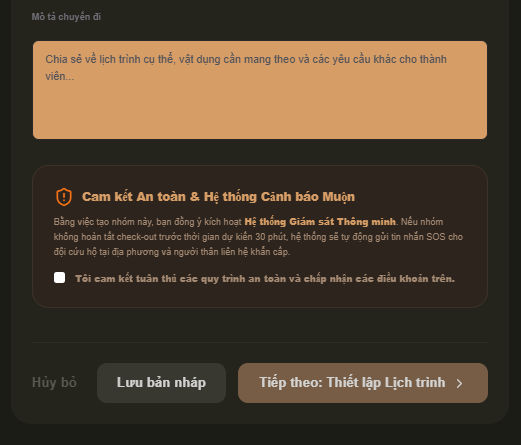 Mô tả chuyến đi
Chia sẻ về lịch trình cụ thể, vật dụng cần mang theo và các yêu cầu khác cho thành
viên...
Cam kết An toàn & Hệ thống Cảnh báo Muộn
Bằng việc tạo nhóm này, bạn đồng ý kích hoạt Hệ thống Giám sát Thông minh. Nếu nhóm
không hoàn tất check-out trước thời gian dự kiến 30 phút, hệ thống sẽ tự động gửi tin nhắn SOS cho
đội cứu hộ tại địa phương và người thân liên hệ khẩn cấp.
Tôi cam kết tuân thủ các quy trình an toàn và chấp nhận các điều khoản trên.
Hủy bỏ
Lưu bản nháp
Tiếp theo: Thiết lập Lịch trình